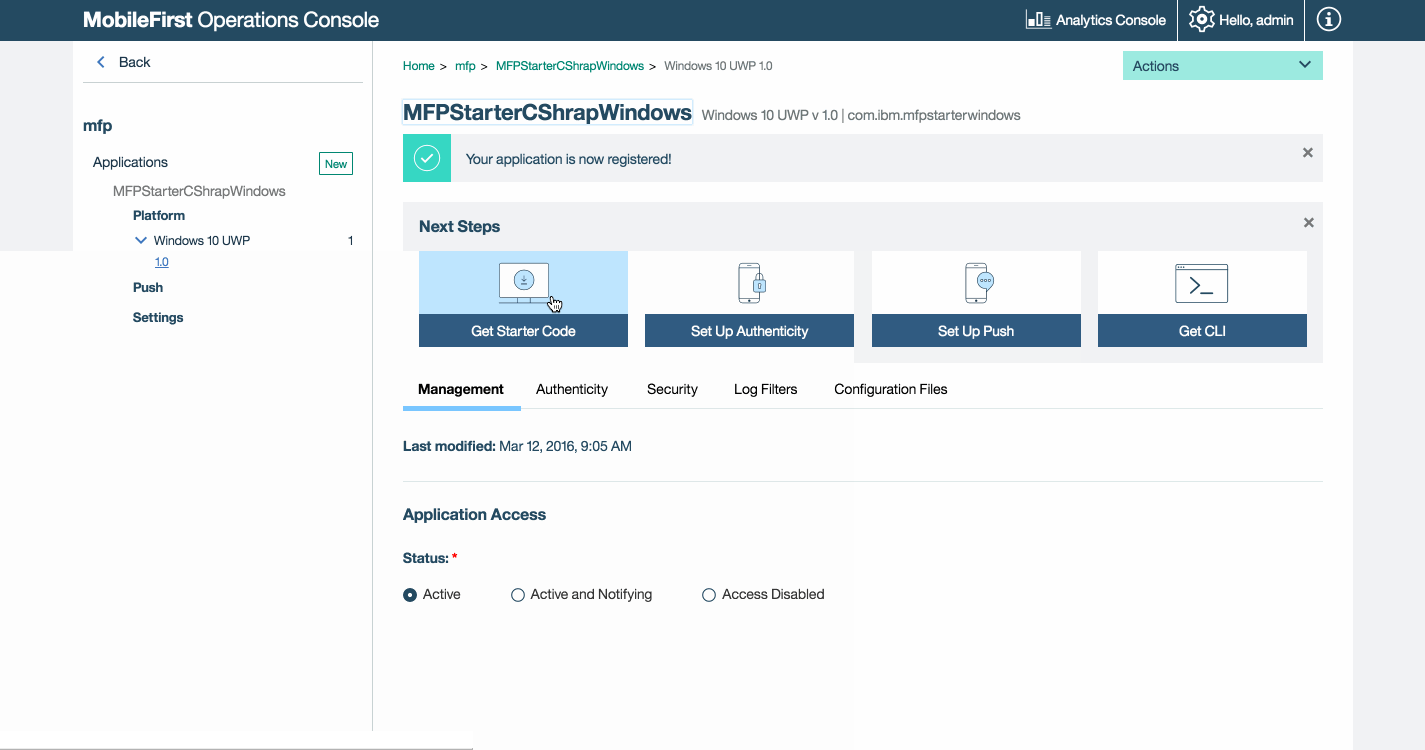 MobileFirst Operations Console
Analytics Console
Hello, admin
Back
Home > mfp > MFPStarterCShrapWindows > Windows 10 UWP 1.0
Actions
mfp
MFPStarterCShrapWindows Windows 10 UWP v 1.0 | com.ibm.mfpstarterwindows
Applications
New
Your application is now registered!
MFPStarterCShrapWindows
Platform
Windows 10 UWP 1
1.0
Push
Settings
Next Steps
Get Starter Code
Set Up Authenticity
Set Up Push
Get CLI
Management Authenticity Security Log Filters Configuration Files
Last modified: Mar 12, 2016, 9:05 AM
Application Access
Status: *
Active Active and Notifying Access Disabled